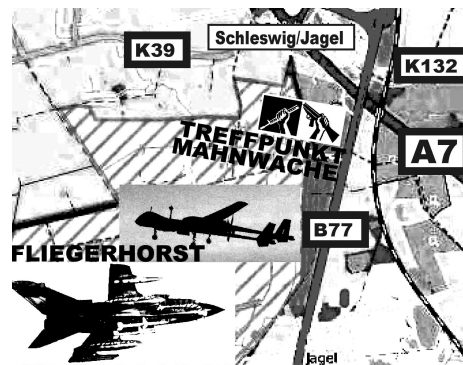 Schleswig/Jagel
K39
K132
TREFFPUNKT
MAHNWACHE
A7
B77
FLIEGERHORST
Jagel